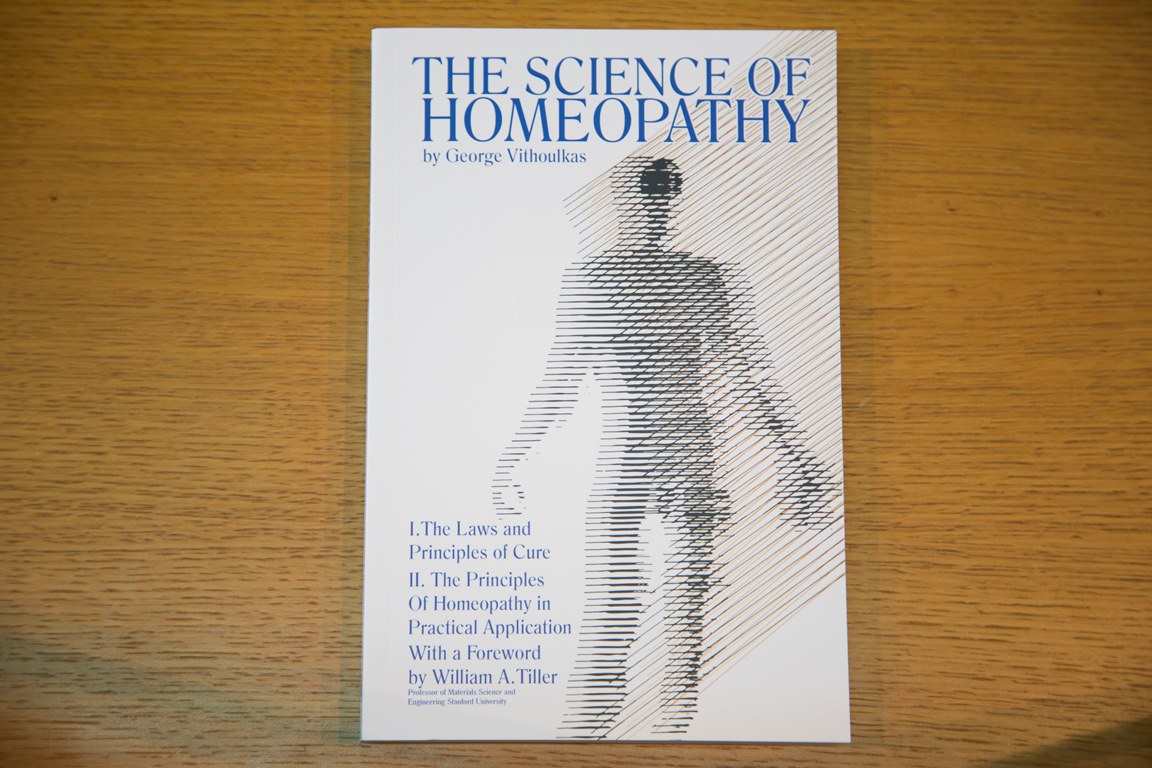 THE SCIENCE OF
HOMEOPATHY
by George Vithoulkas
I.The Laws and
Principles of Cure
II. The Principles
Of Homeopathy in
Practical Application
With a Foreword
by William A.Tiller
Professor of Materials Science and
Engineering Stanford University